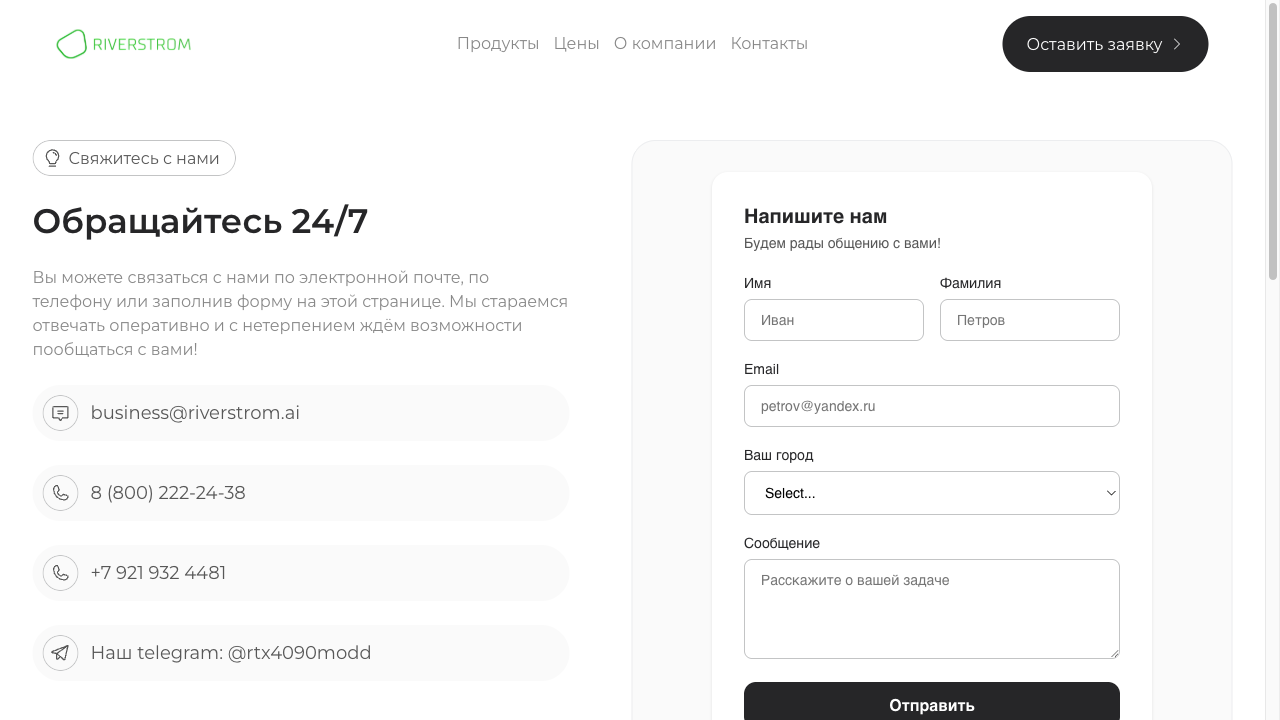 RIVERSTROM
Продукты Цены О компании Контакты
Оставить заявку
Свяжитесь с нами
Обращайтесь 24/7
Вы можете связаться с нами по электронной почте, по
телефону или заполнив форму на этой странице. Мы стараемся
отвечать оперативно и с нетерпением ждём возможности
пообщаться с вами!
business@riverstrom.ai
8 (800) 222-24-38
+7 921 932 4481
Наш telegram: @rtx4090modd
Напишите нам
Будем рады общению с вами!
Имя Фамилия
Иван Петров
Email
petrov@yandex.ru
Ваш город
Select...
Сообщение
Расскажите о вашей задаче
Отправить